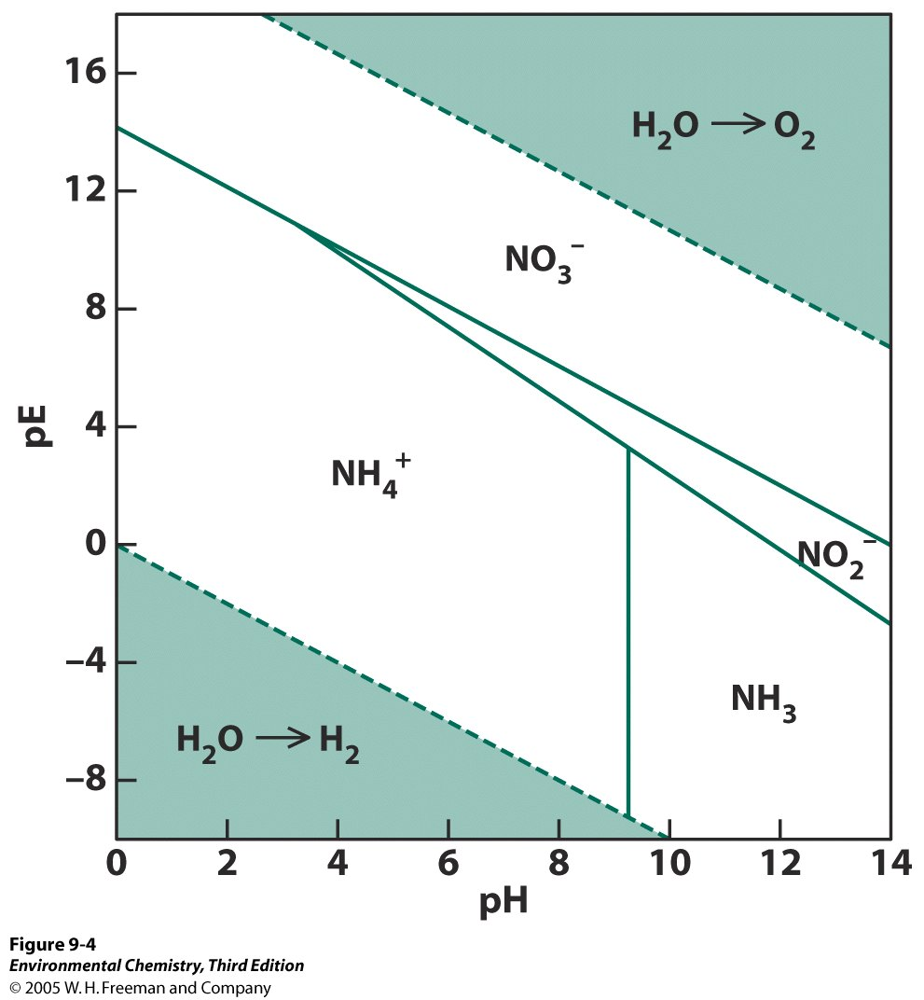 16
12
8
4
0
−4
−8
pE
H₂O → O₂
NO₃⁻
NH₄⁺
NO₂⁻
NH₃
H₂O → H₂
0 2 4 6 8 10 12 14
pH
Figure 9-4
Environmental Chemistry, Third Edition
© 2005 W. H. Freeman and Company